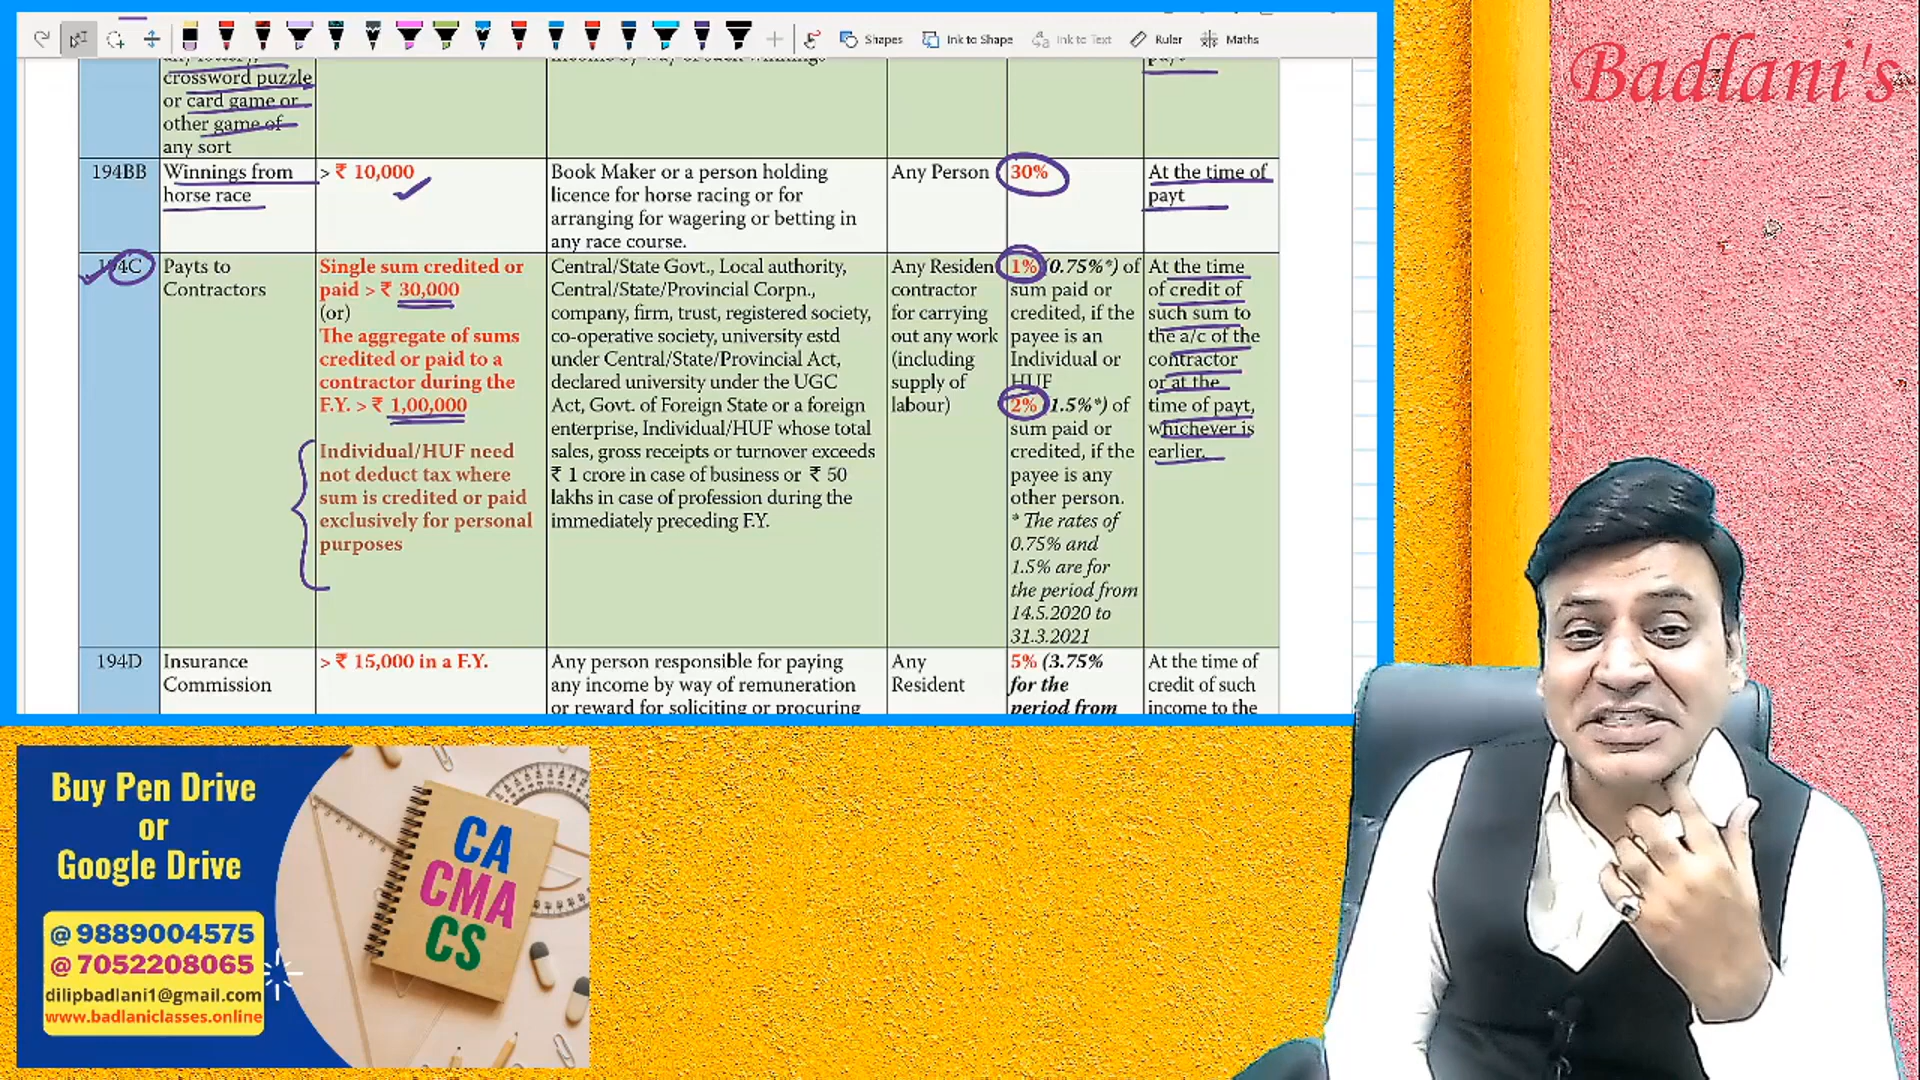 Shapes
Ink to Shape
Ink to Text
Ruler
Maths
Badlani's
any lottery,
crossword puzzle
or card game or
other game of
any sort
income by way of such winnings
payt
194BB
Winnings from
horse race
> ₹ 10,000
Book Maker or a person holding
licence for horse racing or for
arranging for wagering or betting in
any race course.
Any Person
30%
At the time of
payt
194C
Payts to
Contractors
Single sum credited or
paid > ₹ 30,000
(or)
The aggregate of sums
credited or paid to a
contractor during the
F.Y. > ₹ 1,00,000
Individual/HUF need
not deduct tax where
sum is credited or paid
exclusively for personal
purposes
Central/State Govt., Local authority,
Central/State/Provincial Corpn.,
company, firm, trust, registered society,
co-operative society, university estd
under Central/State/Provincial Act,
declared university under the UGC
Act, Govt. of Foreign State or a foreign
enterprise, Individual/HUF whose total
sales, gross receipts or turnover exceeds
₹ 1 crore in case of business or ₹ 50
lakhs in case of profession during the
immediately preceding F.Y.
Any Resident
contractor
for carrying
out any work
(including
supply of
labour)
1% (0.75%*) of
sum paid or
credited, if the
payee is an
Individual or
HUF
2% (1.5%*) of
sum paid or
credited, if the
payee is any
other person.
* The rates of
0.75% and
1.5% are for
the period from
14.5.2020 to
31.3.2021
At the time
of credit of
such sum to
the a/c of the
contractor
or at the
time of payt,
whichever is
earlier.
194D
Insurance
Commission
> ₹ 15,000 in a F.Y.
Any person responsible for paying
any income by way of remuneration
or reward for soliciting or procuring
Any
Resident
5% (3.75%
for the
period from
At the time of
credit of such
income to the
Buy Pen Drive
or
Google Drive
@ 9889004575
@ 7052208065
dilipbadlani1@gmail.com
www.badlaniclasses.online
CA
CMA
CS